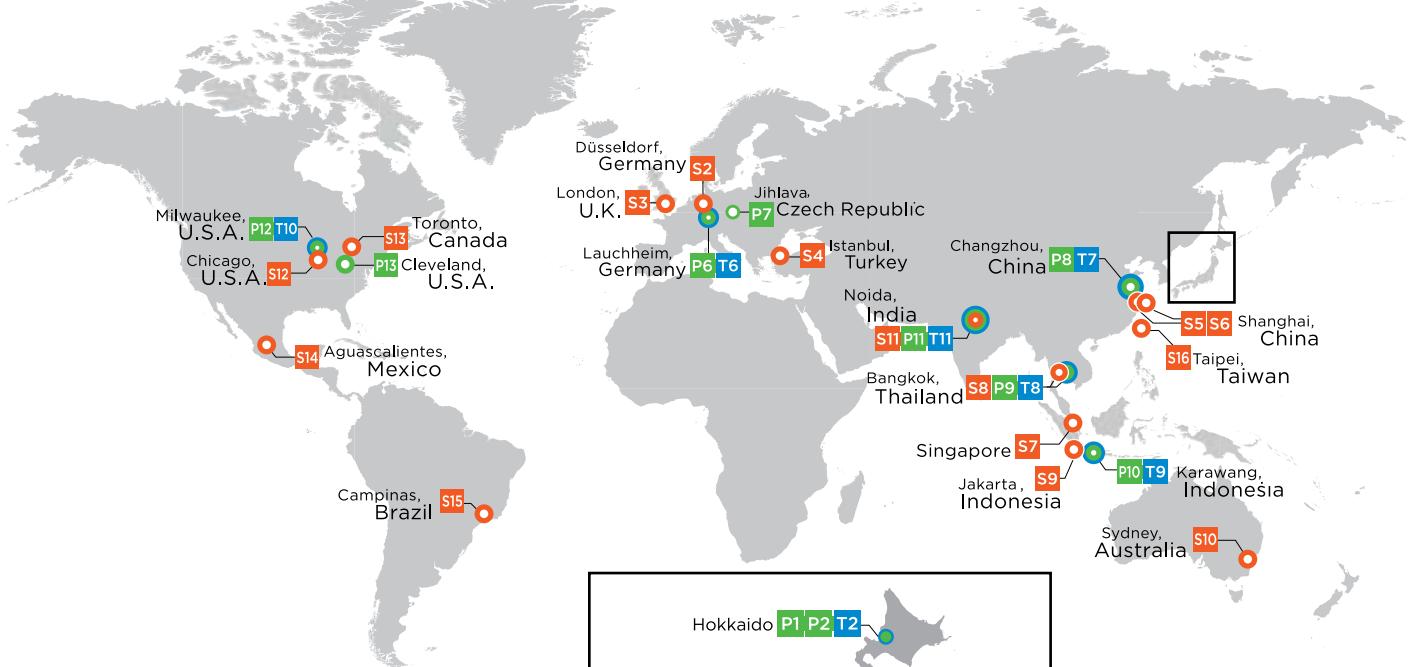 Düsseldorf,
Germany S2
London,
U.K. S3
Jihlava,
P7 Czech Republic
Milwaukee,
U.S.A. P12 T10
Toronto,
S13 Canada
Chicago,
U.S.A. S12
P13 Cleveland,
U.S.A.
Lauchheim,
Germany P6 T6
S4 Istanbul,
Turkey
Changzhou,
China P8 T7
Noida,
India
S11 P11 T11
S5 S6 Shanghai,
China
S14 Aguascalientes,
Mexico
S16 Taipei,
Taiwan
Bangkok,
Thailand S8 P9 T8
Singapore S7
Jakarta,
Indonesia S9
P10 T9 Karawang,
Indonesia
Campinas,
Brazil S15
Sydney,
Australia S10
Hokkaido P1 P2 T2